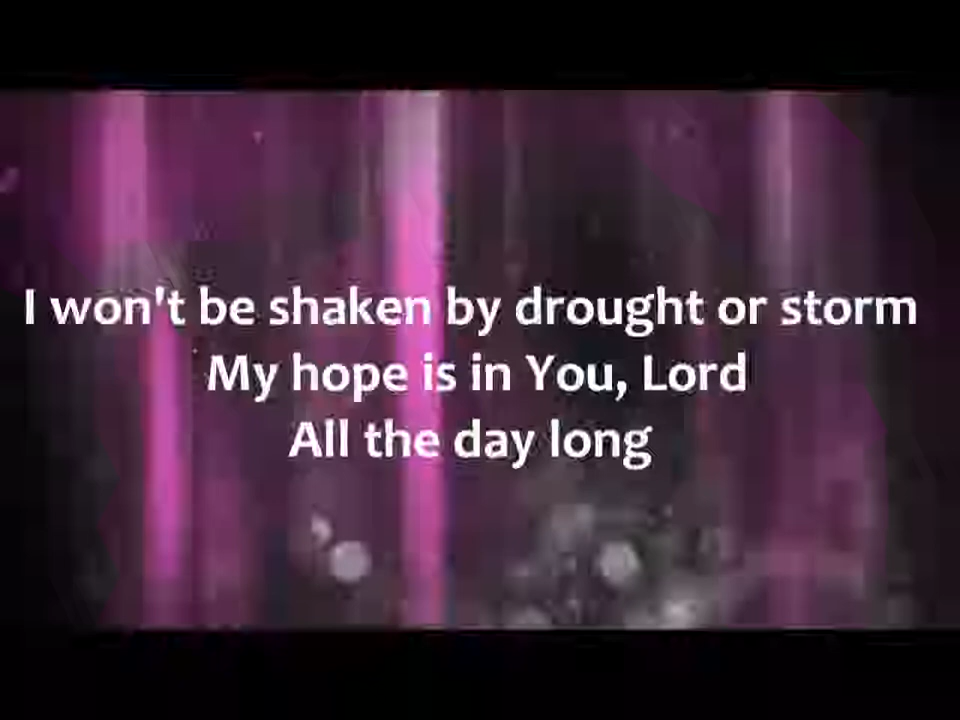 I won't be shaken by drought or storm
My hope is in You, Lord
All the day long